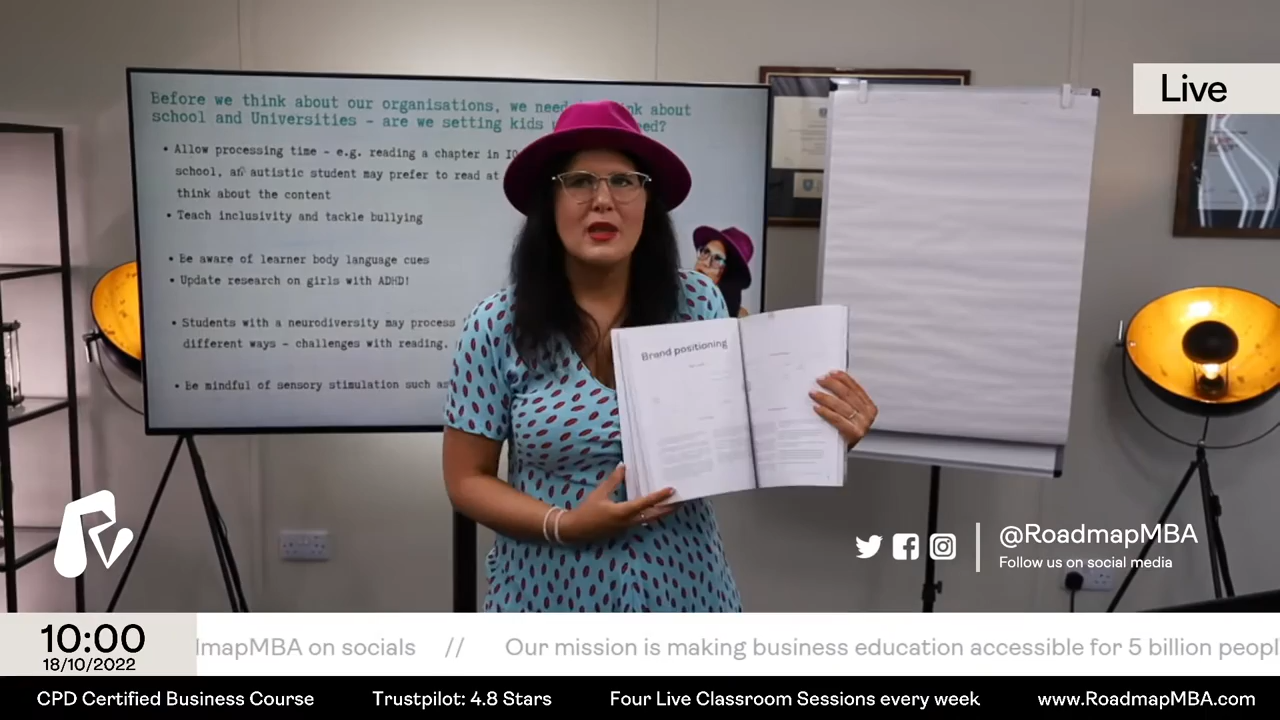 Before we think about our organisations, we need think about
school and Universities - are we setting kids
• Allow processing time - e.g. reading a chapter in
school, an autistic student may prefer to read at
think about the content
• Teach inclusivity and tackle bullying
• Be aware of learner body language cues
• Update research on girls with ADHD!
• Students with a neurodiversity may process
different ways - challenges with reading.
• Be mindful of sensory stimulation such as
Brand positioning
Live
@RoadmapMBA
Follow us on social media
10:00
18/10/2022
dmapMBA on socials // Our mission is making business education accessible for 5 billion peopl
CPD Certified Business Course Trustpilot: 4.8 Stars Four Live Classroom Sessions every week www.RoadmapMBA.com